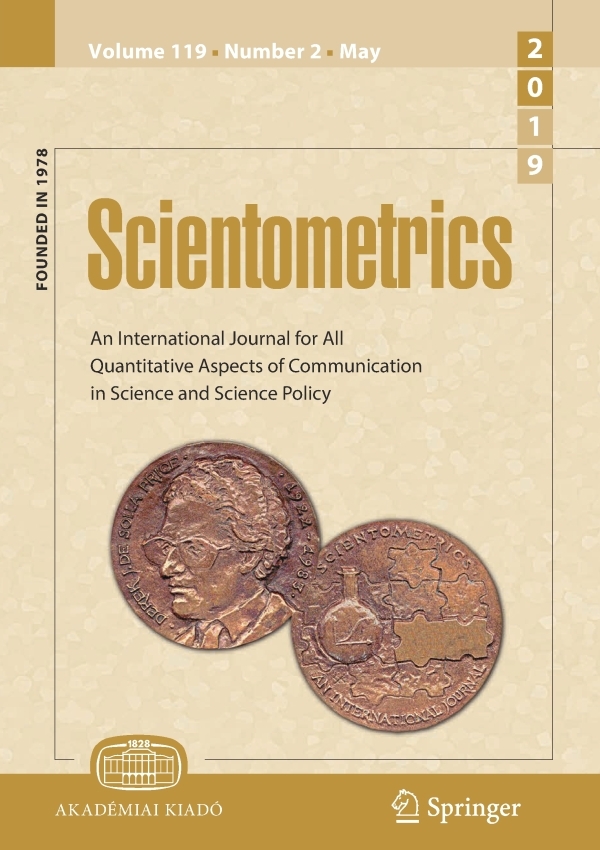 Volume 119 ▪ Number 2 ▪ May
2
0
1
9
FOUNDED IN 1978
Scientometrics
An International Journal for All
Quantitative Aspects of Communication
in Science and Science Policy
DEREK J. DE SOLLA PRICE · 1922 - 1983 ·
SCIENTOMETRICS
AN INTERNATIONAL JOURNAL
1828
AKADÉMIAI KIADÓ
Springer